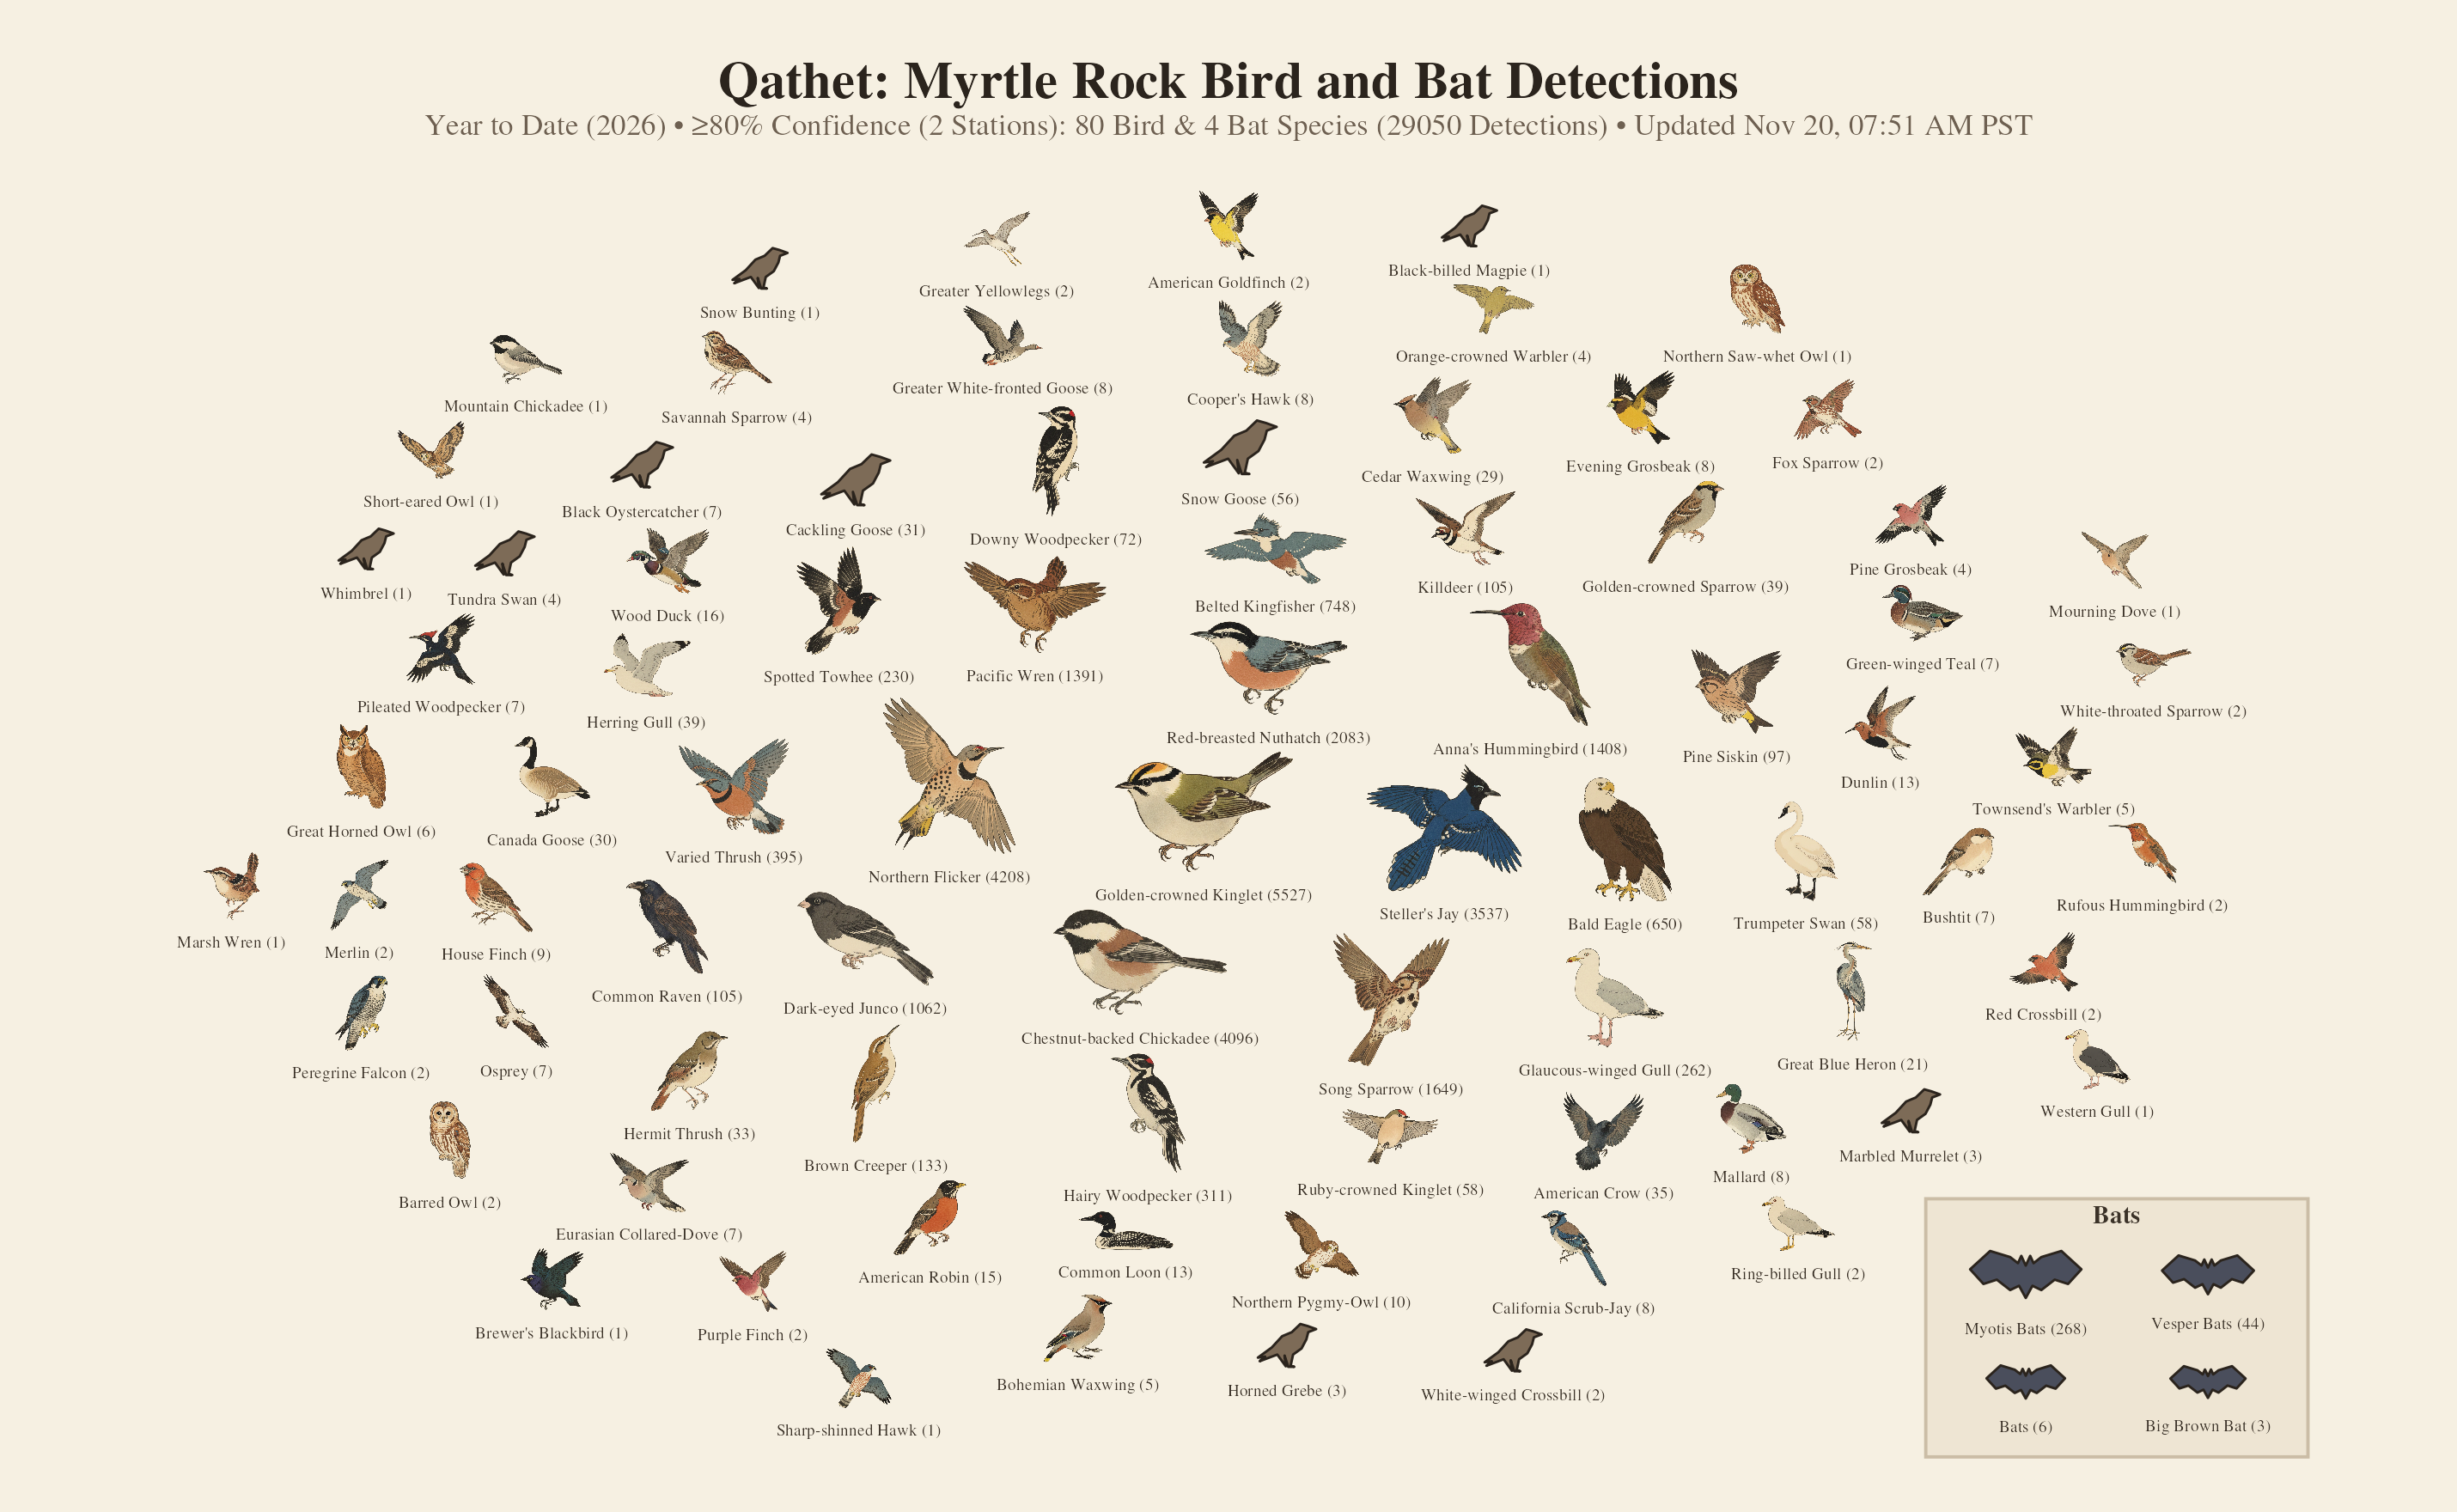 Qathet: Myrtle Rock Bird and Bat Detections
Year to Date (2026) • ≥80% Confidence (2 Stations): 80 Bird & 4 Bat Species (29050 Detections) • Updated Nov 20, 07:51 AM PST
Black-billed Magpie (1)
American Goldfinch (2)
Greater Yellowlegs (2)
Snow Bunting (1)
Orange-crowned Warbler (4)
Northern Saw-whet Owl (1)
Greater White-fronted Goose (8)
Cooper's Hawk (8)
Mountain Chickadee (1)
Savannah Sparrow (4)
Evening Grosbeak (8)
Fox Sparrow (2)
Cedar Waxwing (29)
Snow Goose (56)
Short-eared Owl (1)
Black Oystercatcher (7)
Cackling Goose (31)
Downy Woodpecker (72)
Pine Grosbeak (4)
Killdeer (105)
Golden-crowned Sparrow (39)
Whimbrel (1)
Tundra Swan (4)
Belted Kingfisher (748)
Mourning Dove (1)
Wood Duck (16)
Green-winged Teal (7)
Spotted Towhee (230)
Pacific Wren (1391)
Pileated Woodpecker (7)
White-throated Sparrow (2)
Herring Gull (39)
Red-breasted Nuthatch (2083)
Anna's Hummingbird (1408)
Pine Siskin (97)
Dunlin (13)
Townsend's Warbler (5)
Great Horned Owl (6)
Canada Goose (30)
Varied Thrush (395)
Northern Flicker (4208)
Golden-crowned Kinglet (5527)
Rufous Hummingbird (2)
Steller's Jay (3537)
Bushtit (7)
Bald Eagle (650)
Trumpeter Swan (58)
Marsh Wren (1)
Merlin (2)
House Finch (9)
Common Raven (105)
Dark-eyed Junco (1062)
Red Crossbill (2)
Chestnut-backed Chickadee (4096)
Great Blue Heron (21)
Glaucous-winged Gull (262)
Peregrine Falcon (2)
Osprey (7)
Song Sparrow (1649)
Western Gull (1)
Hermit Thrush (33)
Marbled Murrelet (3)
Brown Creeper (133)
Mallard (8)
Ruby-crowned Kinglet (58)
American Crow (35)
Hairy Woodpecker (311)
Barred Owl (2)
Eurasian Collared-Dove (7)
Common Loon (13)
Ring-billed Gull (2)
American Robin (15)
Northern Pygmy-Owl (10)
California Scrub-Jay (8)
Brewer's Blackbird (1)
Purple Finch (2)
Bohemian Waxwing (5)
Horned Grebe (3)
White-winged Crossbill (2)
Sharp-shinned Hawk (1)
Bats
Myotis Bats (268)
Vesper Bats (44)
Bats (6)
Big Brown Bat (3)